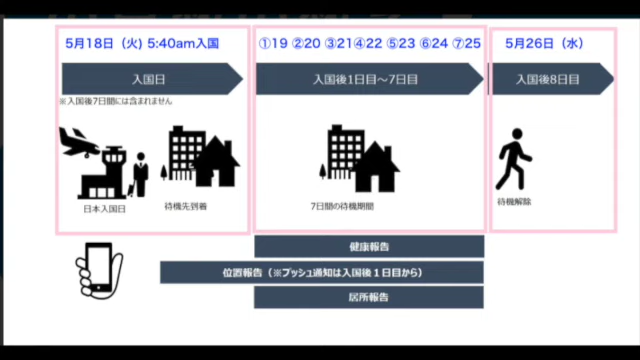 5月18日（火) 5:40am入国
①19 ②20 ③21④22 ⑤23 ⑥24 ⑦25
5月26日（水）
入国日
入国後1日目～7日目
入国後8日目
※入国後7日間には含まれません
日本入国日
待機先到着
7日間の待機期間
待機解除
健康報告
位置報告（※プッシュ通知は入国後１日目から）
居所報告